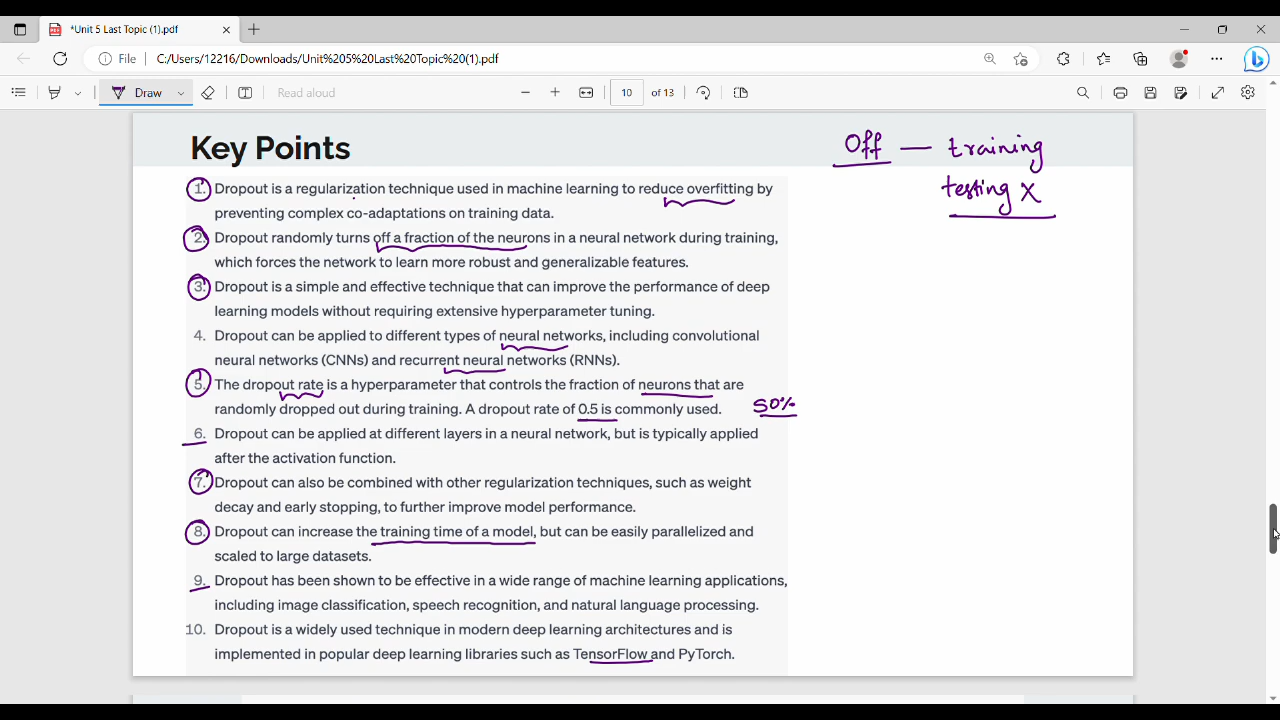 *Unit 5 Last Topic (1).pdf
File C:/Users/12216/Downloads/Unit%205%20Last%20Topic%20(1).pdf
Draw Read aloud 10 of 13
Key Points
Off — training
testing X
1. Dropout is a regularization technique used in machine learning to reduce overfitting by
preventing complex co-adaptations on training data.
2. Dropout randomly turns off a fraction of the neurons in a neural network during training,
which forces the network to learn more robust and generalizable features.
3. Dropout is a simple and effective technique that can improve the performance of deep
learning models without requiring extensive hyperparameter tuning.
4. Dropout can be applied to different types of neural networks, including convolutional
neural networks (CNNs) and recurrent neural networks (RNNs).
5. The dropout rate is a hyperparameter that controls the fraction of neurons that are
randomly dropped out during training. A dropout rate of 0.5 is commonly used. 50%
6. Dropout can be applied at different layers in a neural network, but is typically applied
after the activation function.
7. Dropout can also be combined with other regularization techniques, such as weight
decay and early stopping, to further improve model performance.
8. Dropout can increase the training time of a model, but can be easily parallelized and
scaled to large datasets.
9. Dropout has been shown to be effective in a wide range of machine learning applications,
including image classification, speech recognition, and natural language processing.
10. Dropout is a widely used technique in modern deep learning architectures and is
implemented in popular deep learning libraries such as TensorFlow and PyTorch.